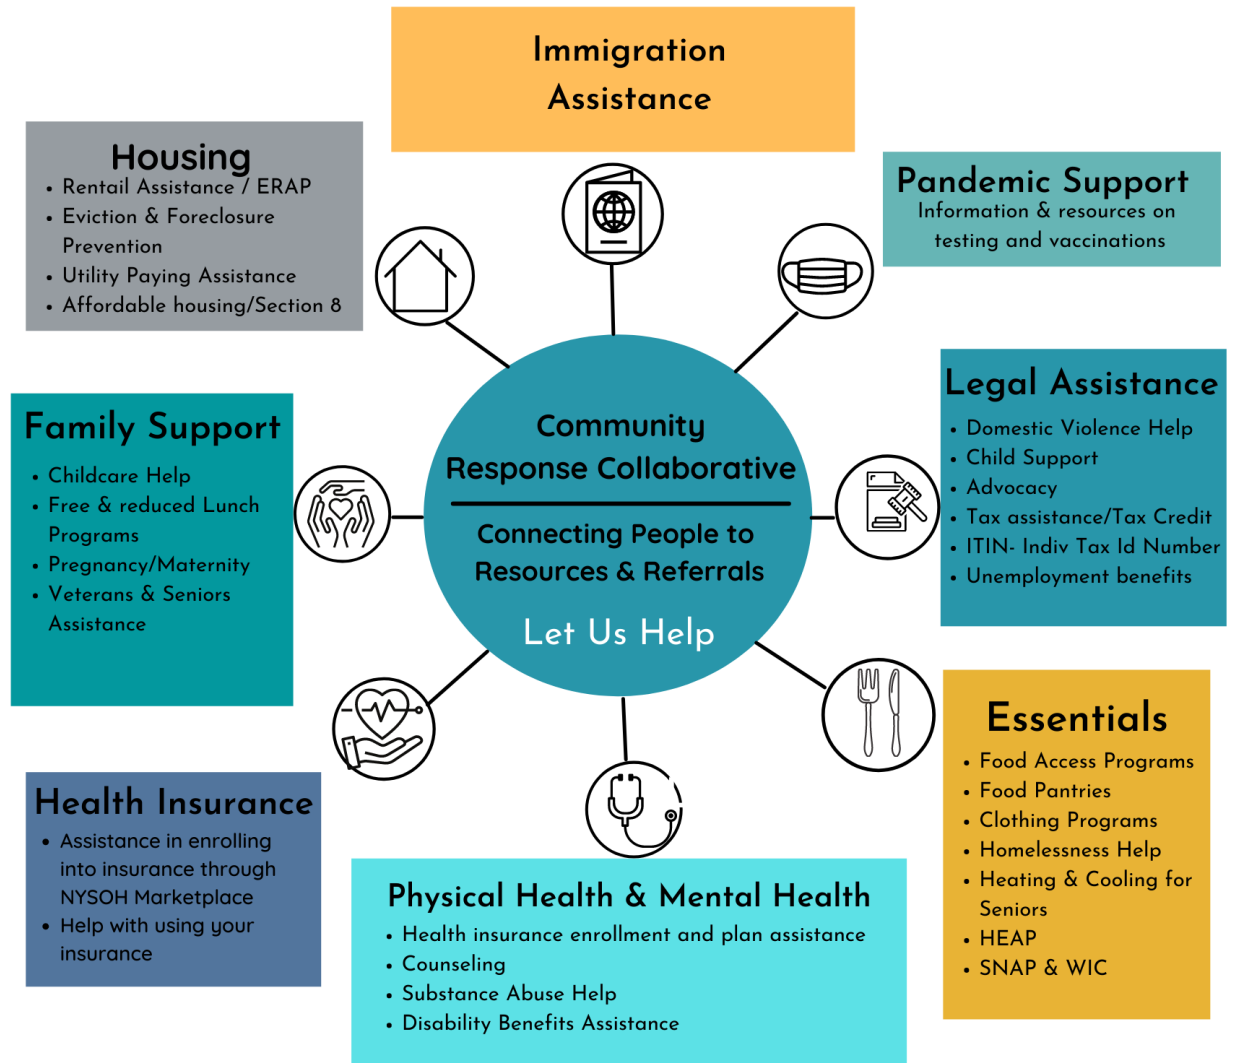 Immigration
Assistance
Housing
• Rentail Assistance / ERAP
• Eviction & Foreclosure
Prevention
• Utility Paying Assistance
• Affordable housing/Section 8
Pandemic Support
Information & resources on
testing and vaccinations
Family Support
• Childcare Help
• Free & reduced Lunch
Programs
• Pregnancy/Maternity
• Veterans & Seniors
Assistance
Community
Response Collaborative
Connecting People to
Resources & Referrals
Let Us Help
Legal Assistance
• Domestic Violence Help
• Child Support
• Advocacy
• Tax assistance/Tax Credit
• ITIN- Indiv Tax Id Number
• Unemployment benefits
Health Insurance
• Assistance in enrolling
into insurance through
NYSOH Marketplace
• Help with using your
insurance
Physical Health & Mental Health
• Health insurance enrollment and plan assistance
• Counseling
• Substance Abuse Help
• Disability Benefits Assistance
Essentials
• Food Access Programs
• Food Pantries
• Clothing Programs
• Homelessness Help
• Heating & Cooling for
Seniors
• HEAP
• SNAP & WIC